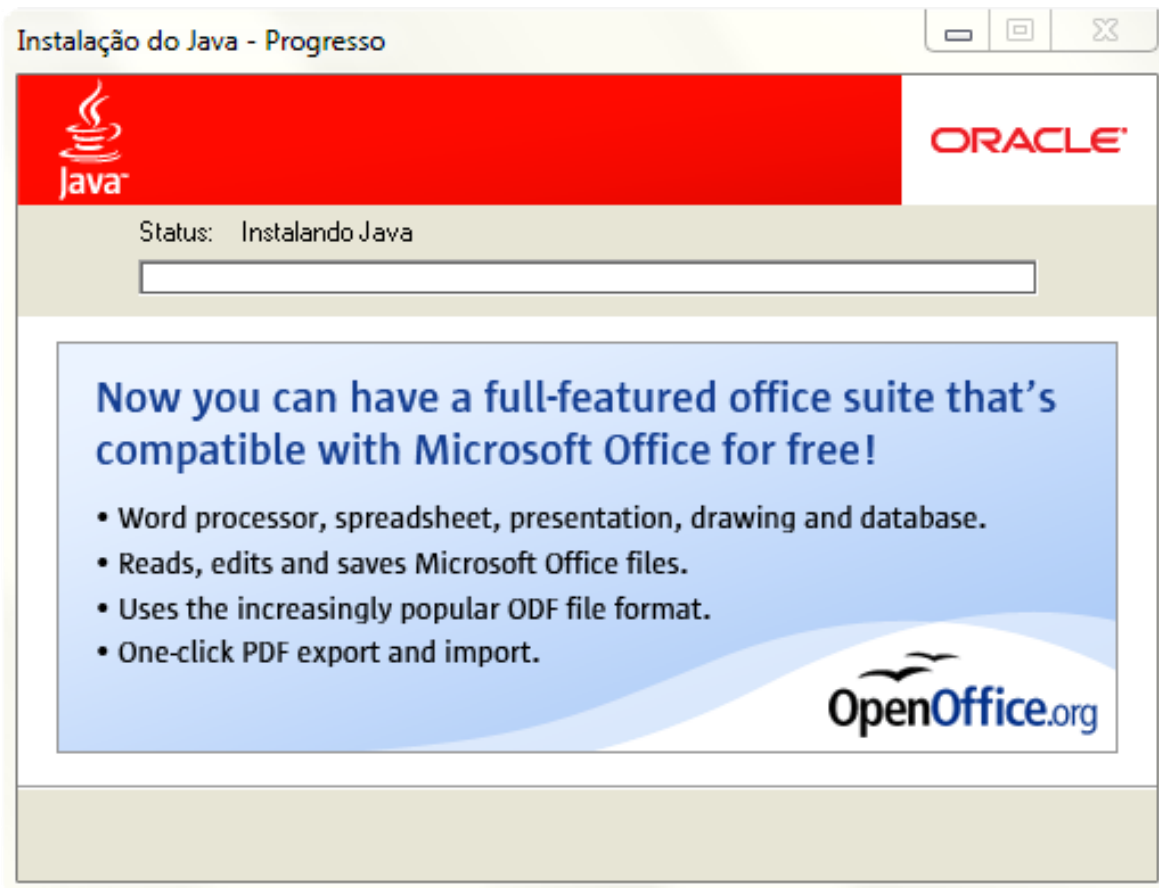 Instalação do Java - Progresso
Java™
ORACLE®
Status: Instalando Java
Now you can have a full-featured office suite that's
compatible with Microsoft Office for free!
• Word processor, spreadsheet, presentation, drawing and database.
• Reads, edits and saves Microsoft Office files.
• Uses the increasingly popular ODF file format.
• One-click PDF export and import.
OpenOffice.org